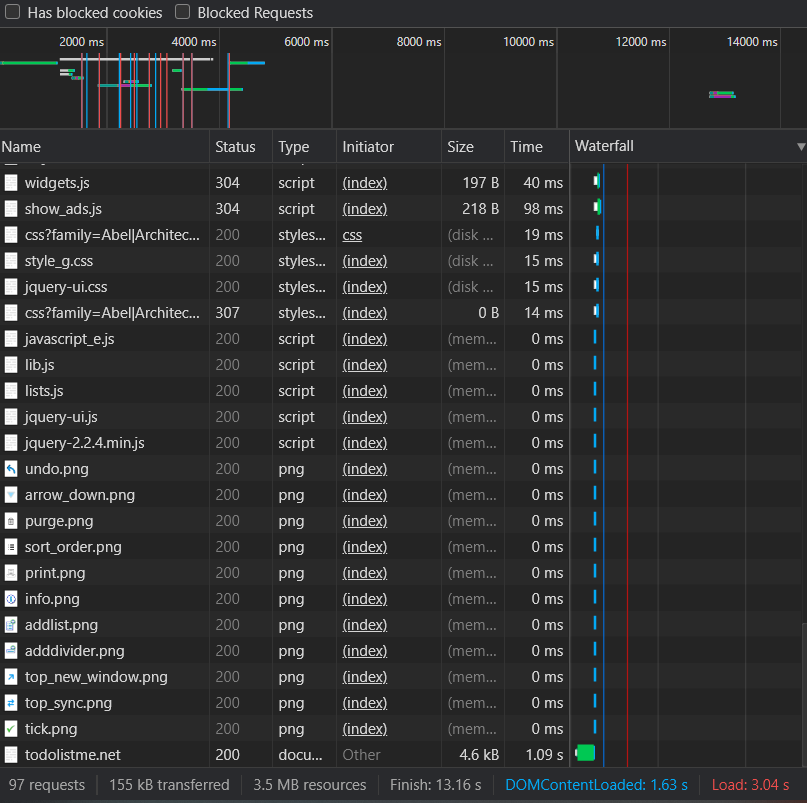 Has blocked cookies Blocked Requests
2000 ms 4000 ms 6000 ms 8000 ms 10000 ms 12000 ms 14000 ms
Name Status Type Initiator Size Time Waterfall
widgets.js 304 script (index) 197 B 40 ms
show_ads.js 304 script (index) 218 B 98 ms
css?family=Abel|Architec... 200 styles... css (disk ... 19 ms
style_g.css 200 styles... (index) (disk ... 15 ms
jquery-ui.css 200 styles... (index) (disk ... 15 ms
css?family=Abel|Architec... 307 styles... (index) 0 B 14 ms
javascript_e.js 200 script (index) (mem... 0 ms
lib.js 200 script (index) (mem... 0 ms
lists.js 200 script (index) (mem... 0 ms
jquery-ui.js 200 script (index) (mem... 0 ms
jquery-2.2.4.min.js 200 script (index) (mem... 0 ms
undo.png 200 png (index) (mem... 0 ms
arrow_down.png 200 png (index) (mem... 0 ms
purge.png 200 png (index) (mem... 0 ms
sort_order.png 200 png (index) (mem... 0 ms
print.png 200 png (index) (mem... 0 ms
info.png 200 png (index) (mem... 0 ms
addlist.png 200 png (index) (mem... 0 ms
adddivider.png 200 png (index) (mem... 0 ms
top_new_window.png 200 png (index) (mem... 0 ms
top_sync.png 200 png (index) (mem... 0 ms
tick.png 200 png (index) (mem... 0 ms
todolistme.net 200 docu... Other 4.6 kB 1.09 s
97 requests 155 kB transferred 3.5 MB resources Finish: 13.16 s DOMContentLoaded: 1.63 s Load: 3.04 s